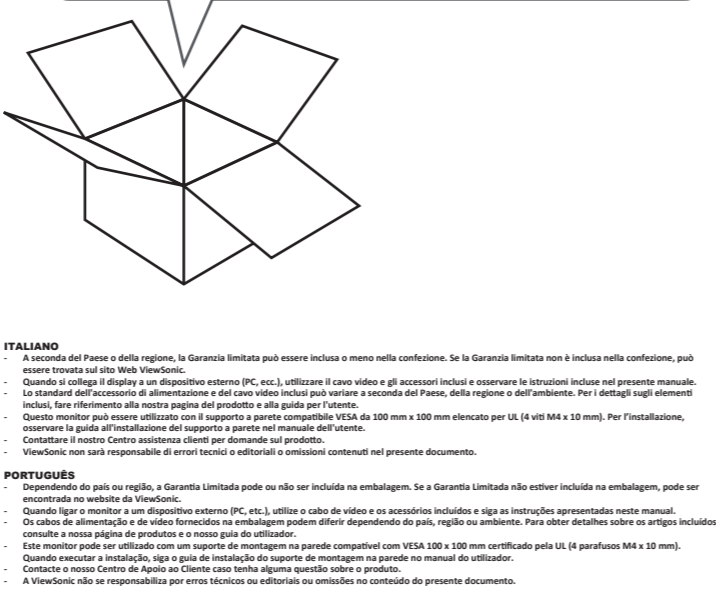 ITALIANO
- A seconda del Paese o della regione, la Garanzia limitata può essere inclusa o meno nella confezione. Se la Garanzia limitata non è inclusa nella confezione, può
essere trovata sul sito Web ViewSonic.
- Quando si collega il display a un dispositivo esterno (PC, ecc.), utilizzare il cavo video e gli accessori inclusi e osservare le istruzioni incluse nel presente manuale.
- Lo standard dell'accessorio di alimentazione e del cavo video inclusi può variare a seconda del Paese, della regione o dell'ambiente. Per i dettagli sugli elementi
inclusi, fare riferimento alla nostra pagina del prodotto e alla guida per l'utente.
- Questo monitor può essere utilizzato con il supporto a parete compatibile VESA da 100 mm x 100 mm elencato per UL (4 viti M4 x 10 mm). Per l'installazione,
osservare la guida all'installazione del supporto a parete nel manuale dell'utente.
- Contattare il nostro Centro assistenza clienti per domande sul prodotto.
- ViewSonic non sarà responsabile di errori tecnici o editoriali o omissioni contenuti nel presente documento.
PORTUGUÊS
- Dependendo do país ou região, a Garantia Limitada pode ou não ser incluída na embalagem. Se a Garantia Limitada não estiver incluída na embalagem, pode ser
encontrada no website da ViewSonic.
- Quando ligar o monitor a um dispositivo externo (PC, etc.), utilize o cabo de vídeo e os acessórios incluídos e siga as instruções apresentadas neste manual.
- Os cabos de alimentação e de vídeo fornecidos na embalagem podem diferir dependendo do país, região ou ambiente. Para obter detalhes sobre os artigos incluídos
consulte a nossa página de produtos e o nosso guia do utilizador.
- Este monitor pode ser utilizado com um suporte de montagem na parede compatível com VESA 100 x 100 mm certificado pela UL (4 parafusos M4 x 10 mm).
Quando executar a instalação, siga o guia de instalação do suporte de montagem na parede no manual do utilizador.
- Contacte o nosso Centro de Apoio ao Cliente caso tenha alguma questão sobre o produto.
- A ViewSonic não se responsabiliza por erros técnicos ou editoriais ou omissões no conteúdo do presente documento.